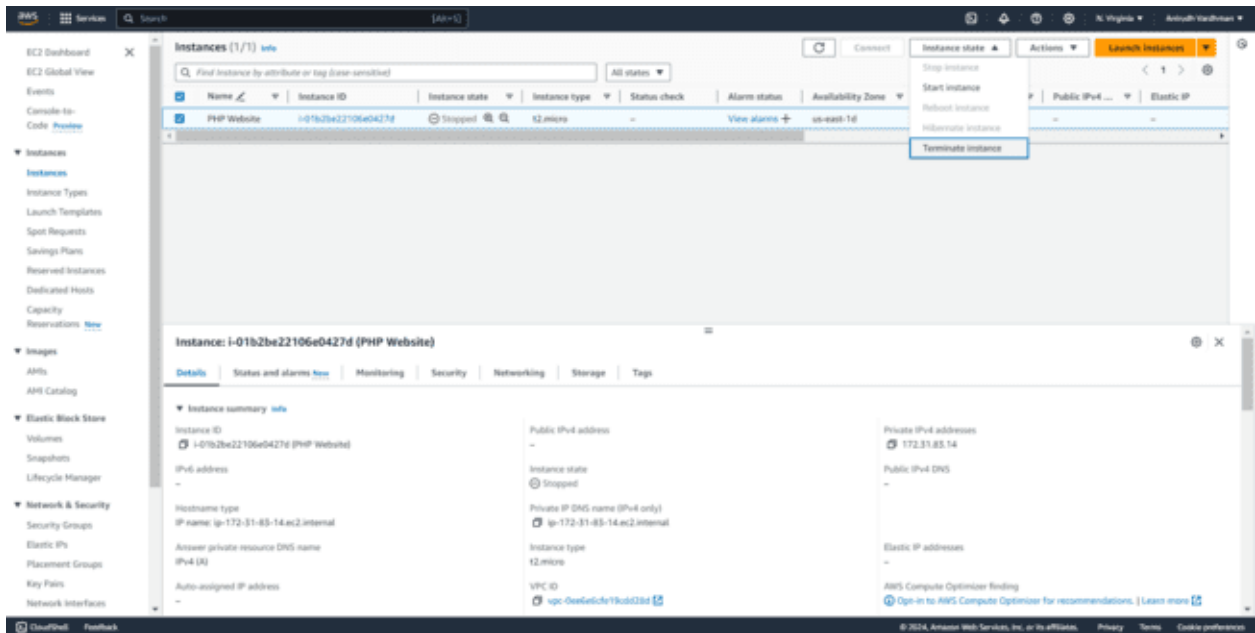 aws Services Search [Alt+S] N. Virginia Anirudh Vardhman
EC2 Dashboard
EC2 Global View
Events
Console-to-
Code Preview
Instances
Instances
Instance Types
Launch Templates
Spot Requests
Savings Plans
Reserved Instances
Dedicated Hosts
Capacity
Reservations New
Images
AMIs
AMI Catalog
Elastic Block Store
Volumes
Snapshots
Lifecycle Manager
Network & Security
Security Groups
Elastic IPs
Placement Groups
Key Pairs
Network Interfaces
Instances (1/1) Info Connect Instance state Actions Launch instances
Find Instance by attribute or tag (case-sensitive) All states 1
Name Instance ID Instance state Instance type Status check Alarm status Availability Zone Public IPv4 ... Elastic IP
PHP Website i-01b2be22106e0427d Stopped t2.micro – View alarms + us-east-1d – –
Stop instance
Start instance
Reboot instance
Hibernate instance
Terminate instance
Instance: i-01b2be22106e0427d (PHP Website)
Details Status and alarms New Monitoring Security Networking Storage Tags
Instance summary Info
Instance ID Public IPv4 address Private IPv4 addresses
i-01b2be22106e0427d (PHP Website) – 172.31.83.14
IPv6 address Instance state Public IPv4 DNS
– Stopped –
Hostname type Private IP DNS name (IPv4 only)
IP name: ip-172-31-83-14.ec2.internal ip-172-31-83-14.ec2.internal
Answer private resource DNS name Instance type Elastic IP addresses
IPv4 (A) t2.micro –
Auto-assigned IP address VPC ID AWS Compute Optimizer finding
– Opt-in to AWS Compute Optimizer for recommendations. | Learn more
CloudShell Feedback © 2024, Amazon Web Services, Inc. or its affiliates. Privacy Terms Cookie preferences